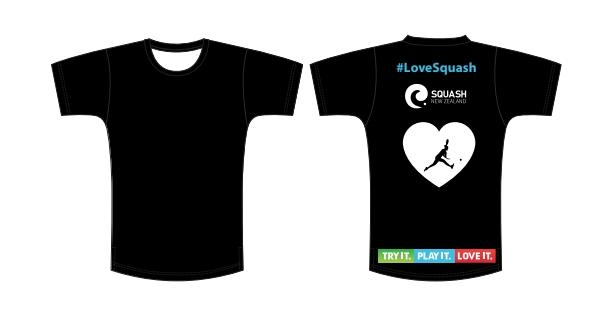 #LoveSquash
SQUASH
NEW ZEALAND
TRY IT. PLAY IT. LOVE IT.